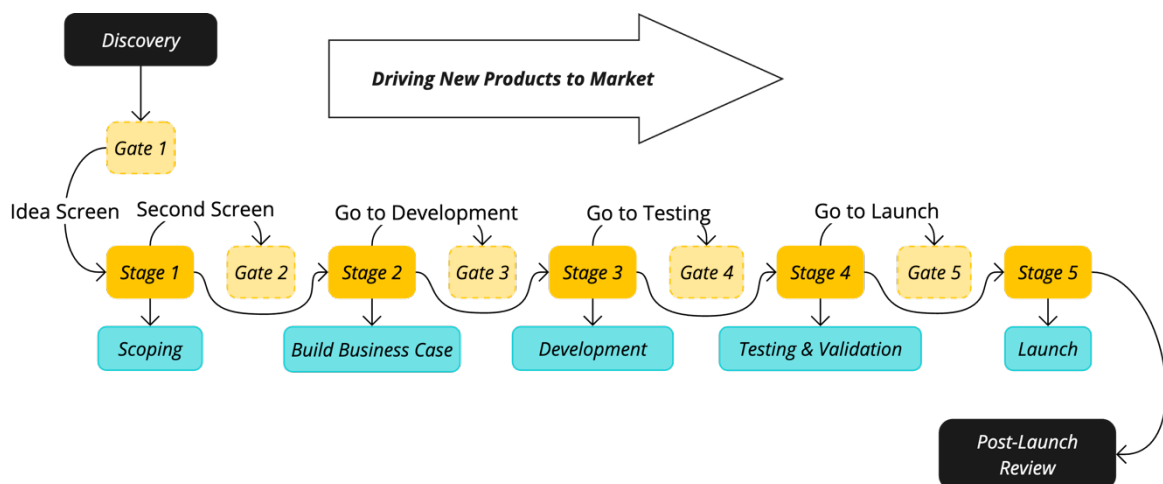 Discovery
Driving New Products to Market
Gate 1
Idea Screen
Second Screen
Go to Development
Go to Testing
Go to Launch
Stage 1
Gate 2
Stage 2
Gate 3
Stage 3
Gate 4
Stage 4
Gate 5
Stage 5
Scoping
Build Business Case
Development
Testing & Validation
Launch
Post-Launch
Review